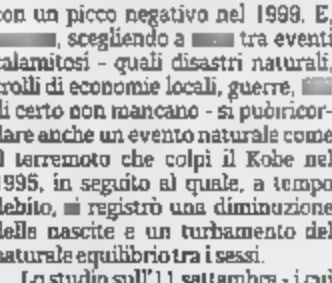 con un picco negativo nel 1999. E
, scegliendo a tra eventi
calamitosi - quali disastri naturali,
crolli di economie locali, guerre,
di certo non mancano - si può ricor-
dare anche un evento naturale come
il terremoto che colpì il Kobe nel
1995, in seguito al quale, a tempo
debito, registrò una diminuzione
delle nascite e un turbamento del
naturale equilibrio tra i sessi.
Lo studio sull'11 settembre - i cui